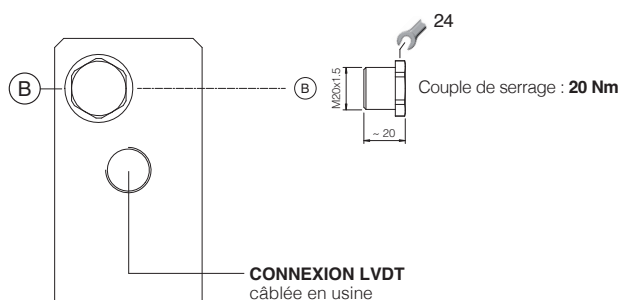 24
B
B
M20x1.5
Couple de serrage : 20 Nm
~ 20
CONNEXION LVDT
câblée en usine